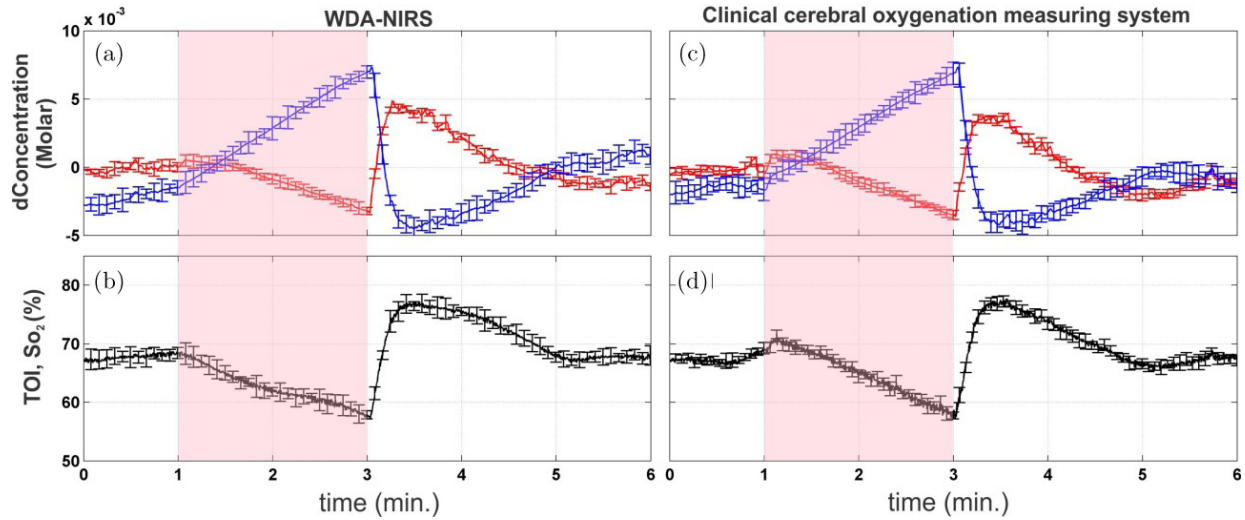 WDA-NIRS
Clinical cerebral oxygenation measuring system
x 10⁻³
dConcentration
(Molar)
10
5
0
-5
(a)
(c)
TOI, So₂(%)
80
70
60
50
(b)
(d)|
0 1 2 3 4 5 6
0 1 2 3 4 5 6
time (min.)
time (min.)